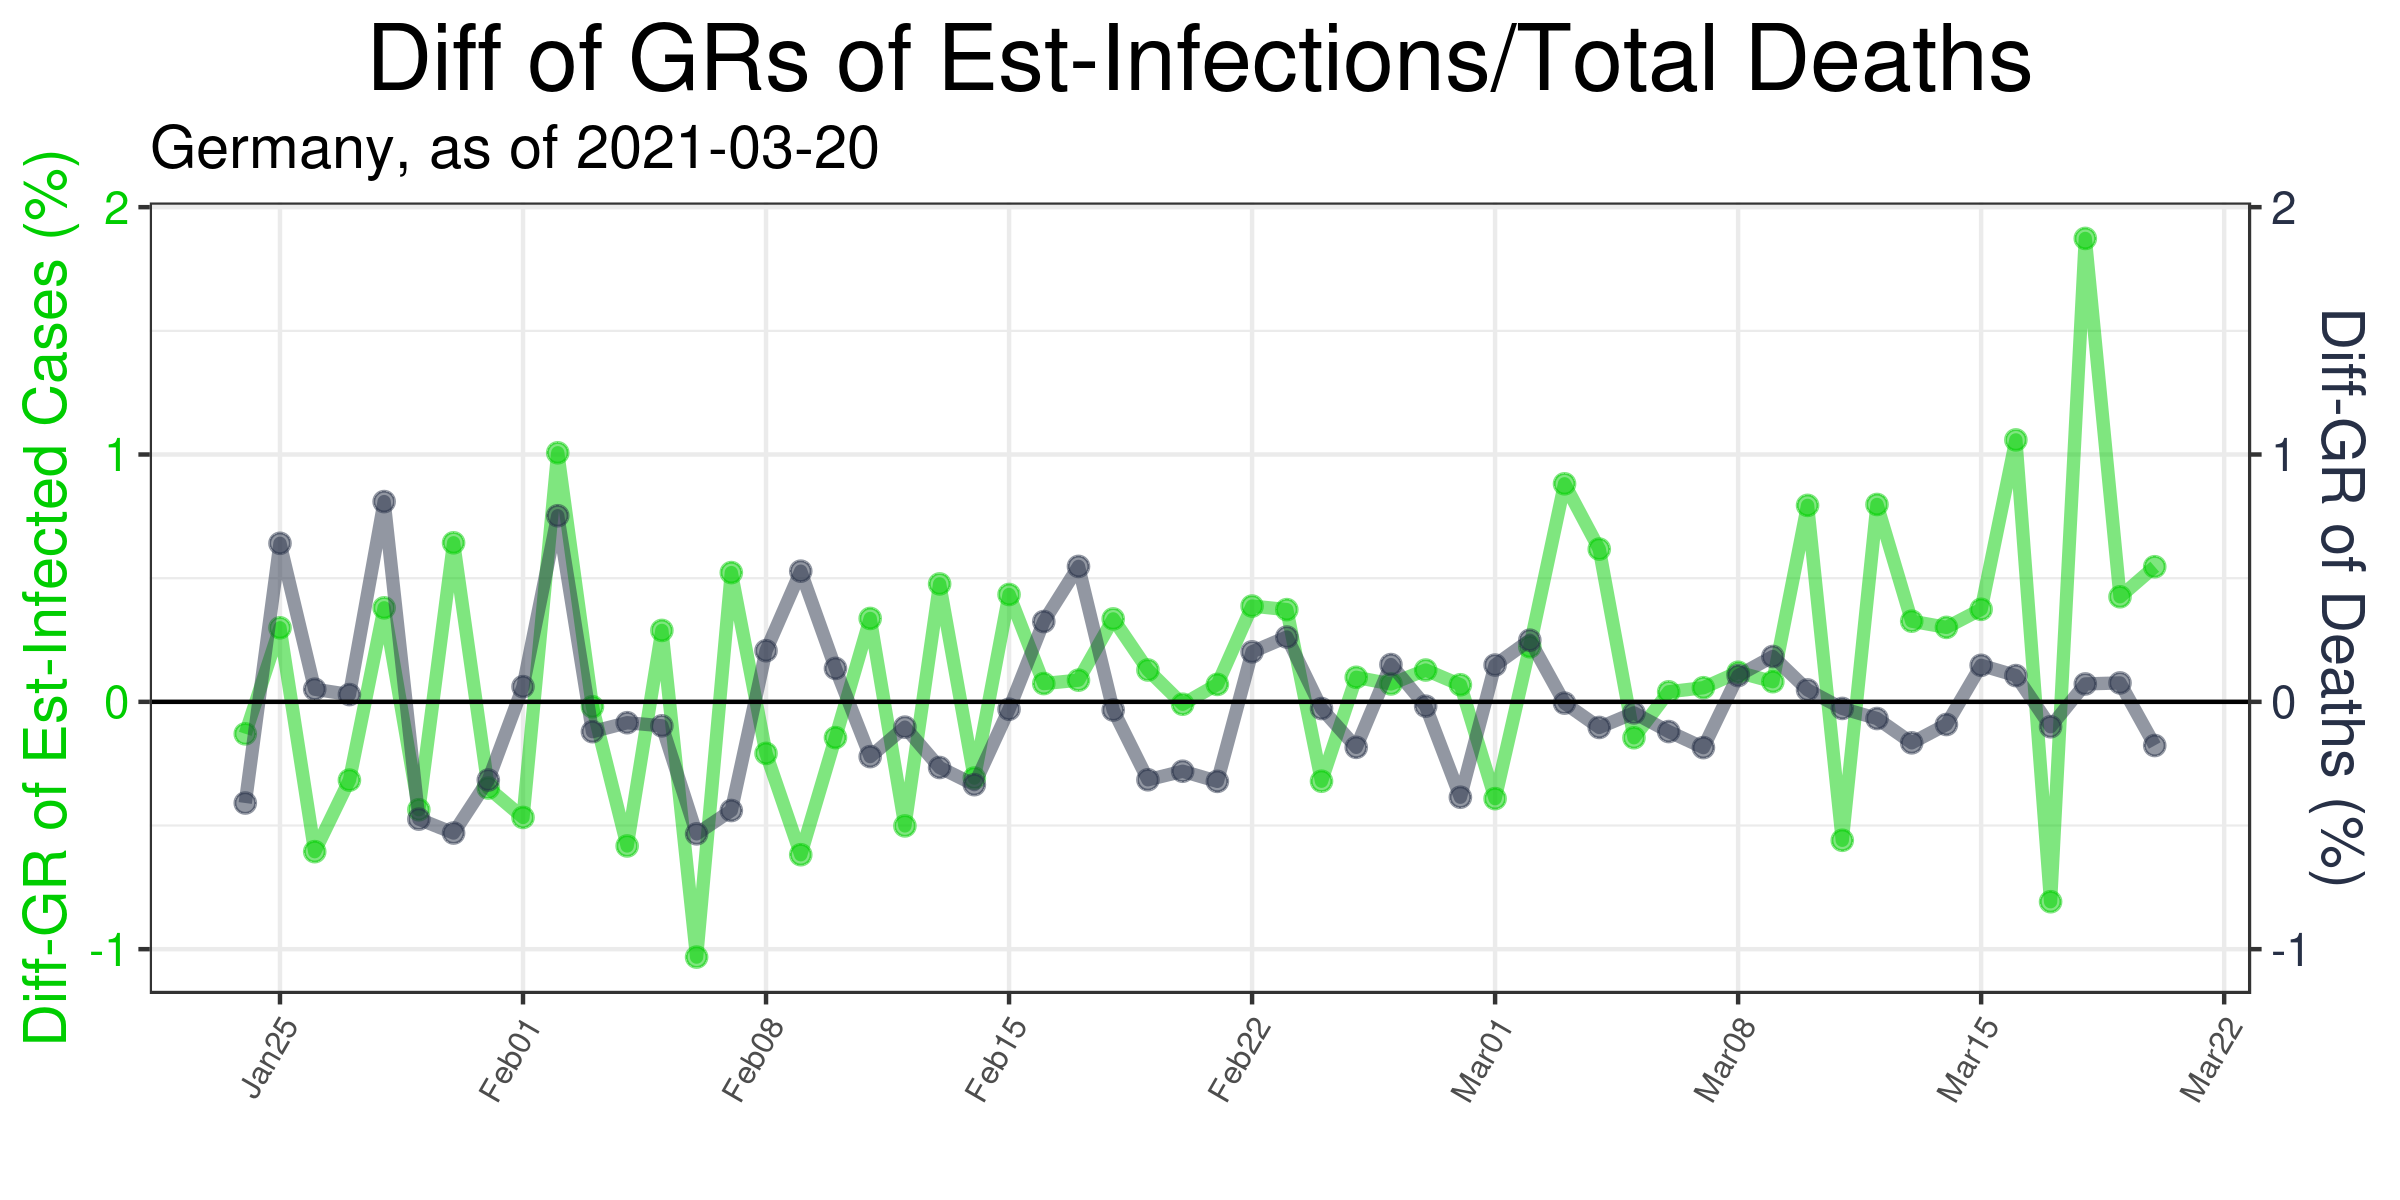 Diff of GRs of Est-Infections/Total Deaths
Germany, as of 2021-03-20
Diff-GR of Est-Infected Cases (%)
2
1
0
-1
2
1
0
-1
Diff-GR of Deaths (%)
Jan25
Feb01
Feb08
Feb15
Feb22
Mar01
Mar08
Mar15
Mar22